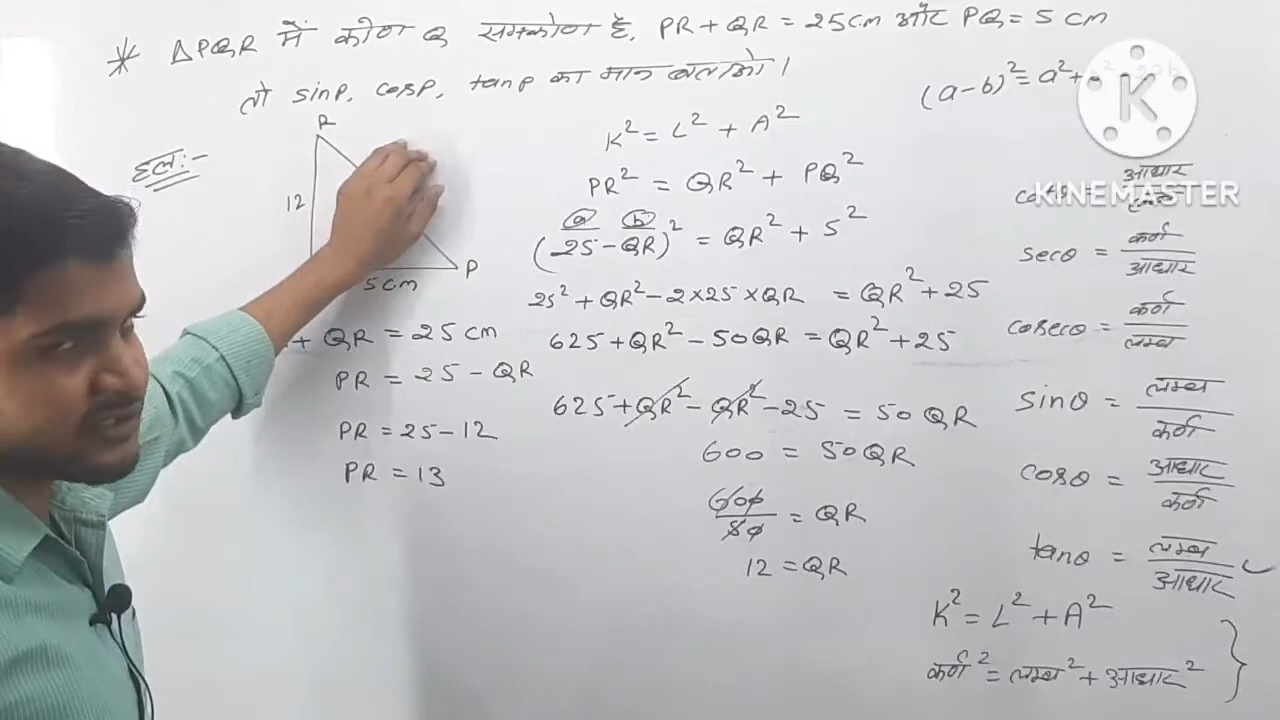 * △PQR में कोण Q समकोण है, PR + QR = 25 cm और PQ = 5 cm
तो sinP, cosP, tanP का मान बताओ।
हल:-
R
12
P
5cm
+ QR = 25 cm
PR = 25 - QR
PR = 25 - 12
PR = 13
K² = L² + A²
PR² = QR² + PQ²
(a) (b)
(25 - QR)² = QR² + 5²
25² + QR² - 2×25×QR = QR² + 25
625 + QR² - 50QR = QR² + 25
625 + QR² - QR² - 25 = 50 QR
600 = 50QR
600/50 = QR
12 = QR
(a-b)² = a² +
K
KINEMASTER
आधार
secθ = कर्ण/आधार
cosecθ = कर्ण/लम्ब
sinθ = लम्ब/कर्ण
cosθ = आधार/कर्ण
tanθ = लम्ब/आधार
K² = L² + A²
कर्ण² = लम्ब² + आधार²